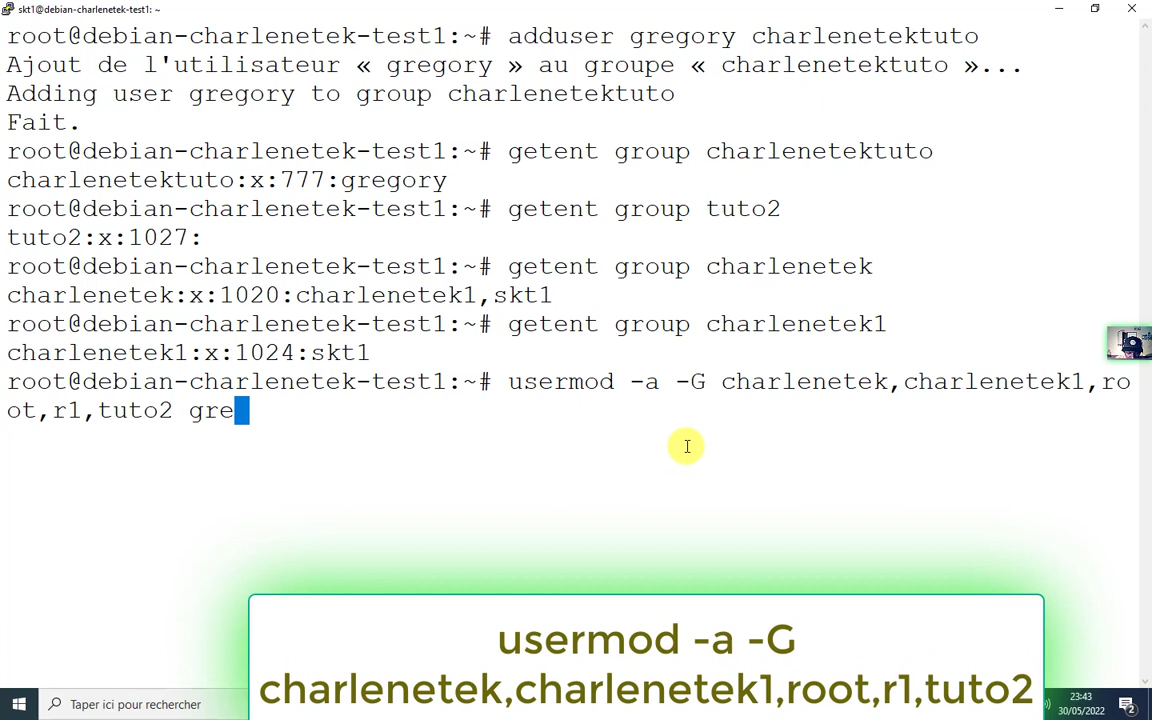 skt1@debian-charlenetek-test1: ~
root@debian-charlenetek-test1:~# adduser gregory charlenetektuto
Ajout de l'utilisateur « gregory » au groupe « charlenetektuto »...
Adding user gregory to group charlenetektuto
Fait.
root@debian-charlenetek-test1:~# getent group charlenetektuto
charlenetektuto:x:777:gregory
root@debian-charlenetek-test1:~# getent group tuto2
tuto2:x:1027:
root@debian-charlenetek-test1:~# getent group charlenetek
charlenetek:x:1020:charlenetek1,skt1
root@debian-charlenetek-test1:~# getent group charlenetek1
charlenetek1:x:1024:skt1
root@debian-charlenetek-test1:~# usermod -a -G charlenetek,charlenetek1,ro
ot,r1,tuto2 gre
usermod -a -G
charlenetek,charlenetek1,root,r1,tuto2
Taper ici pour rechercher
23:43
30/05/2022
2